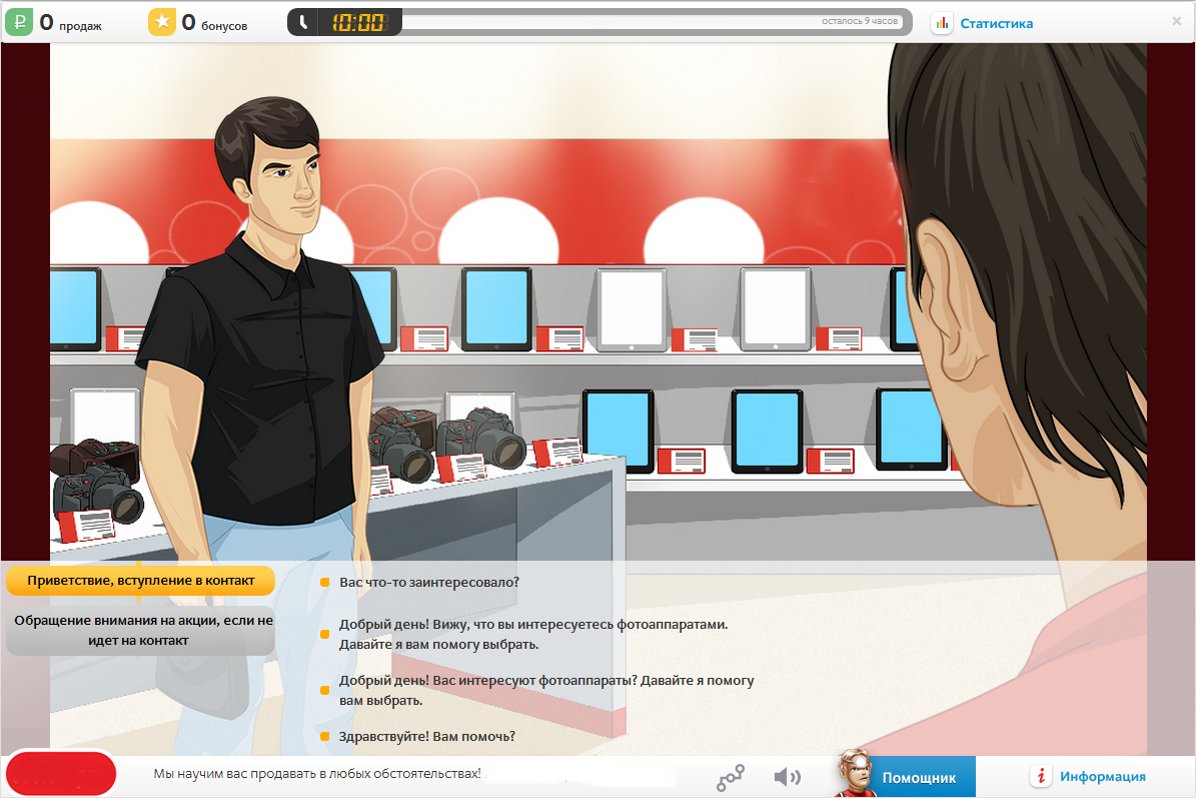 0 продаж
0 бонусов
10:00
осталось 9 часов
Статистика
Приветствие, вступление в контакт
Обращение внимания на акции, если не
идет на контакт
Вас что-то заинтересовало?
Добрый день! Вижу, что вы интересуетесь фотоаппаратами.
Давайте я вам помогу выбрать.
Добрый день! Вас интересуют фотоаппараты? Давайте я помогу
вам выбрать.
Здравствуйте! Вам помочь?
Мы научим вас продавать в любых обстоятельствах!
Помощник
Информация